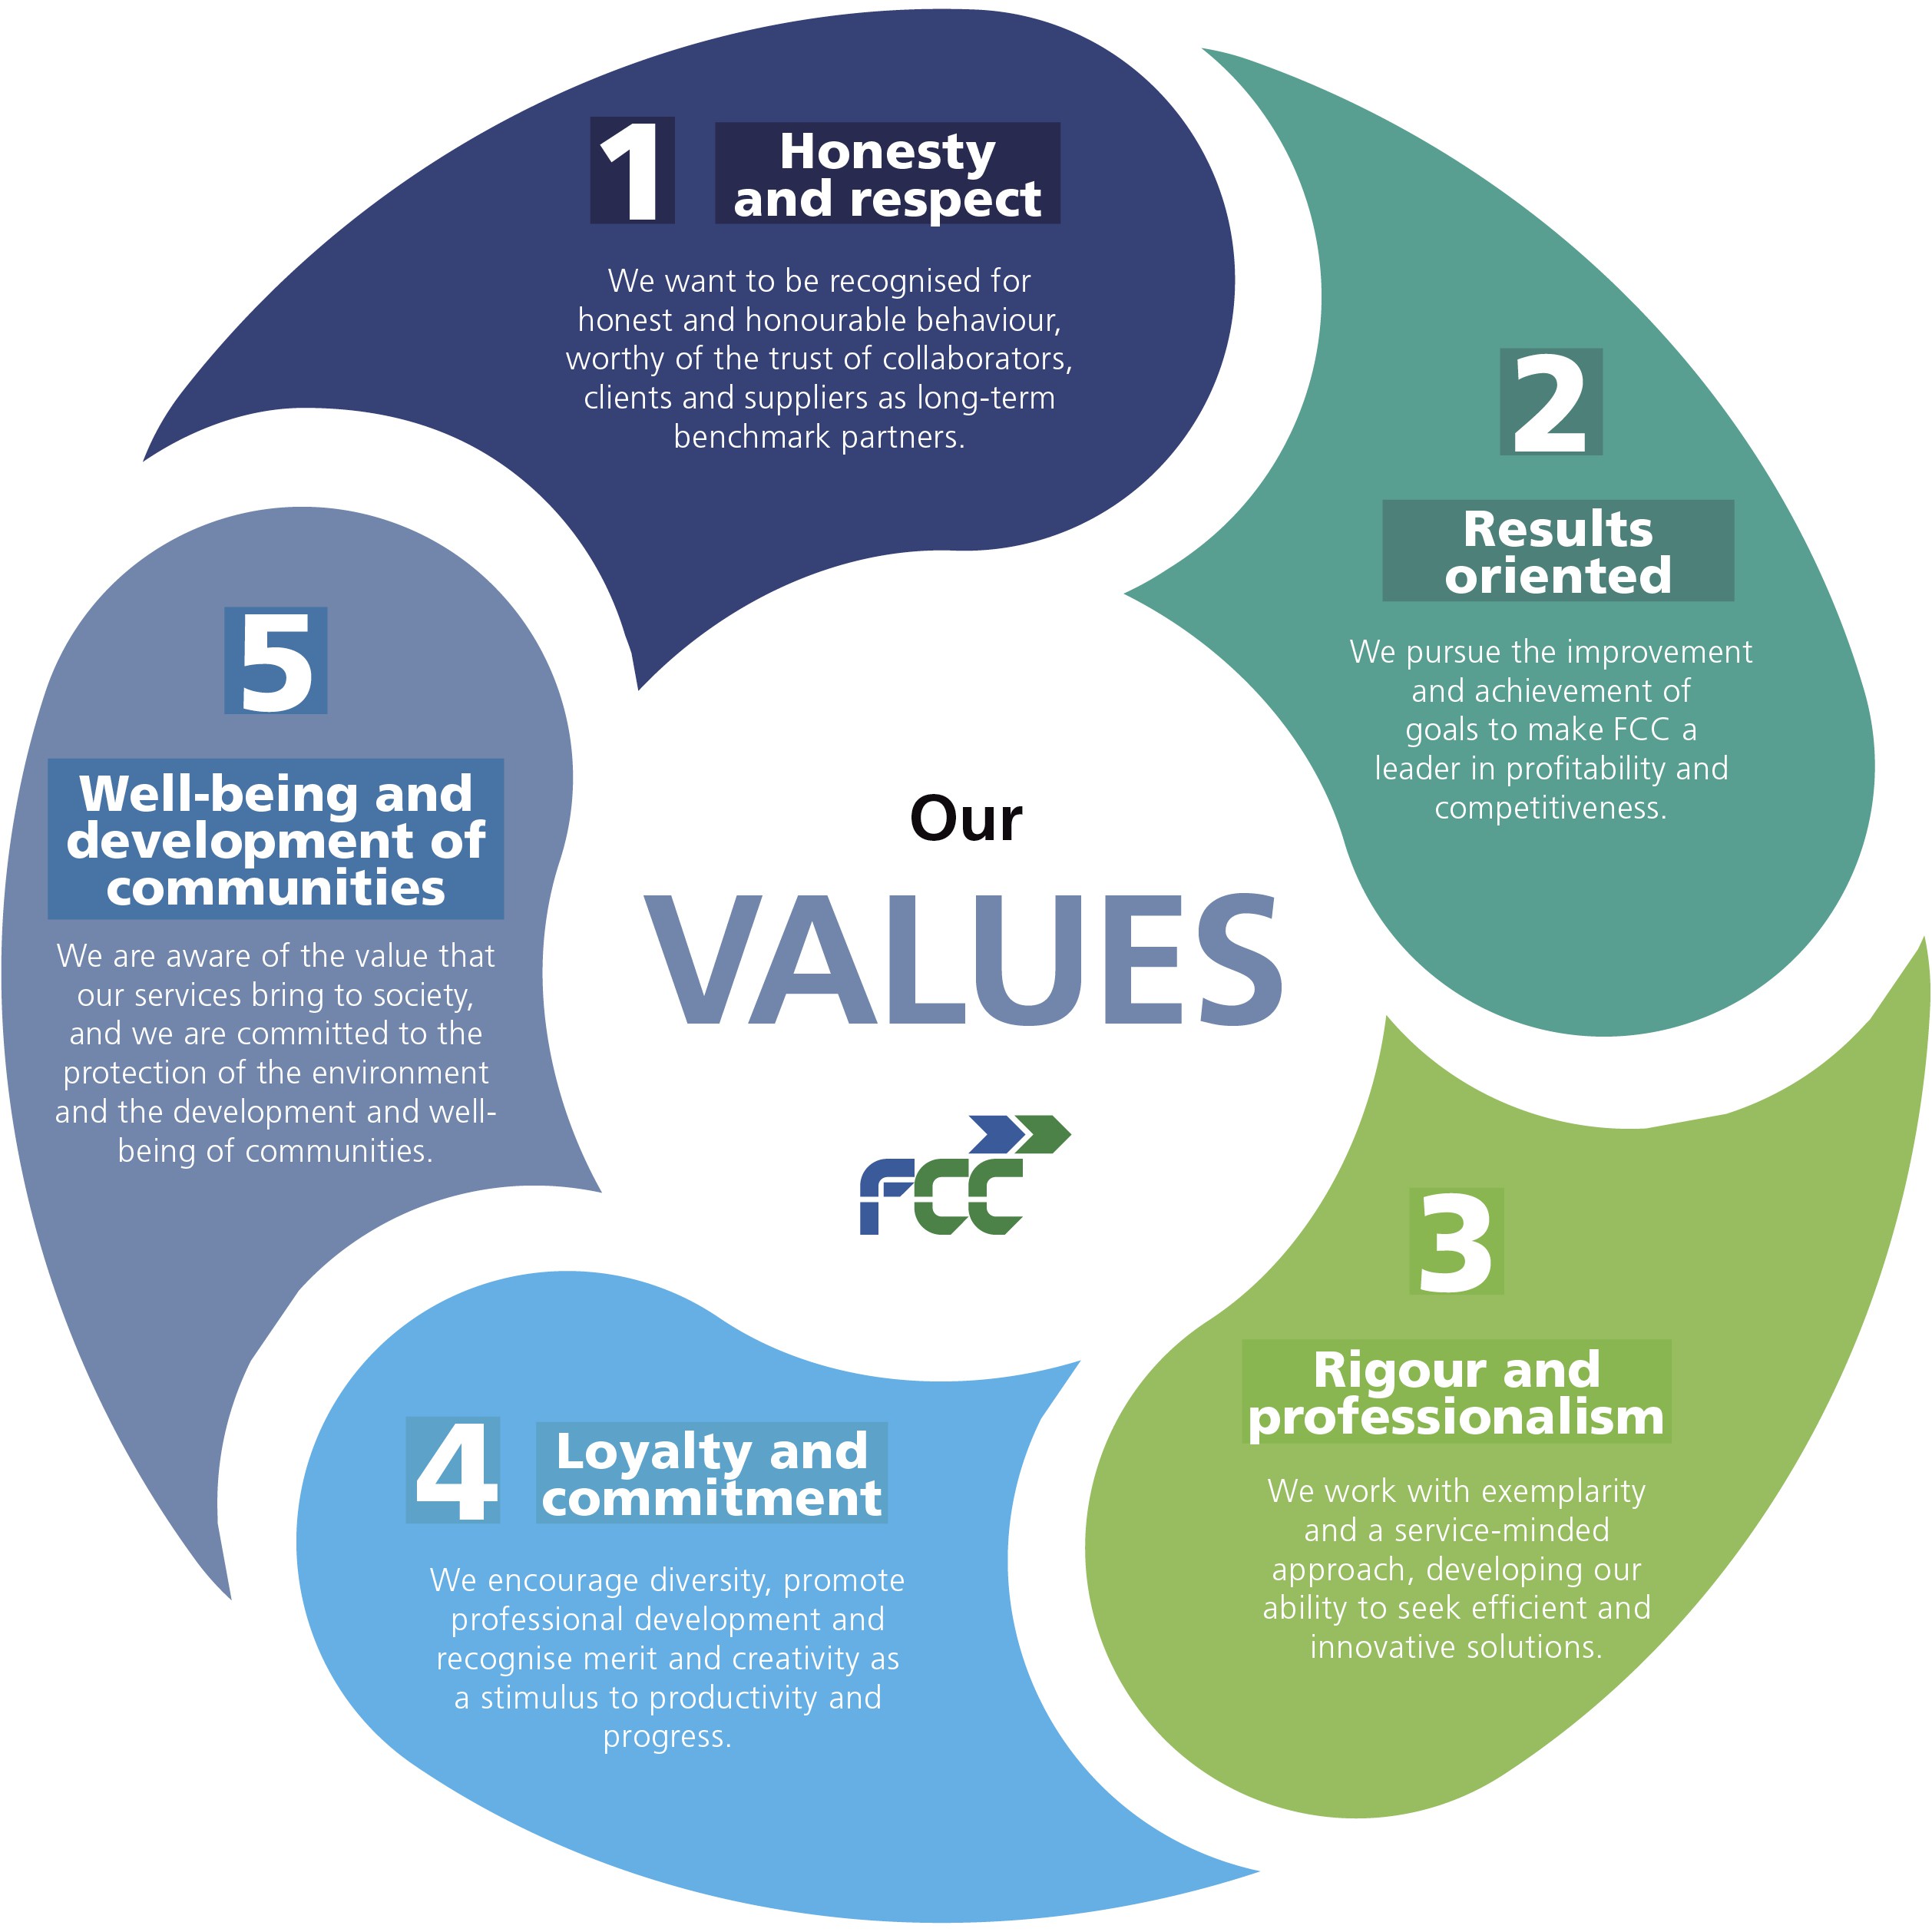 1
Honesty
and respect
We want to be recognised for
honest and honourable behaviour,
worthy of the trust of collaborators,
clients and suppliers as long-term
benchmark partners.
2
Results
oriented
We pursue the improvement
and achievement of
goals to make FCC a
leader in profitability and
competitiveness.
3
Rigour and
professionalism
We work with exemplarity
and a service-minded
approach, developing our
ability to seek efficient and
innovative solutions.
4
Loyalty and
commitment
We encourage diversity, promote
professional development and
recognise merit and creativity as
a stimulus to productivity and
progress.
5
Well-being and
development of
communities
We are aware of the value that
our services bring to society,
and we are committed to the
protection of the environment
and the development and well-
being of communities.
Our
VALUES
FCC